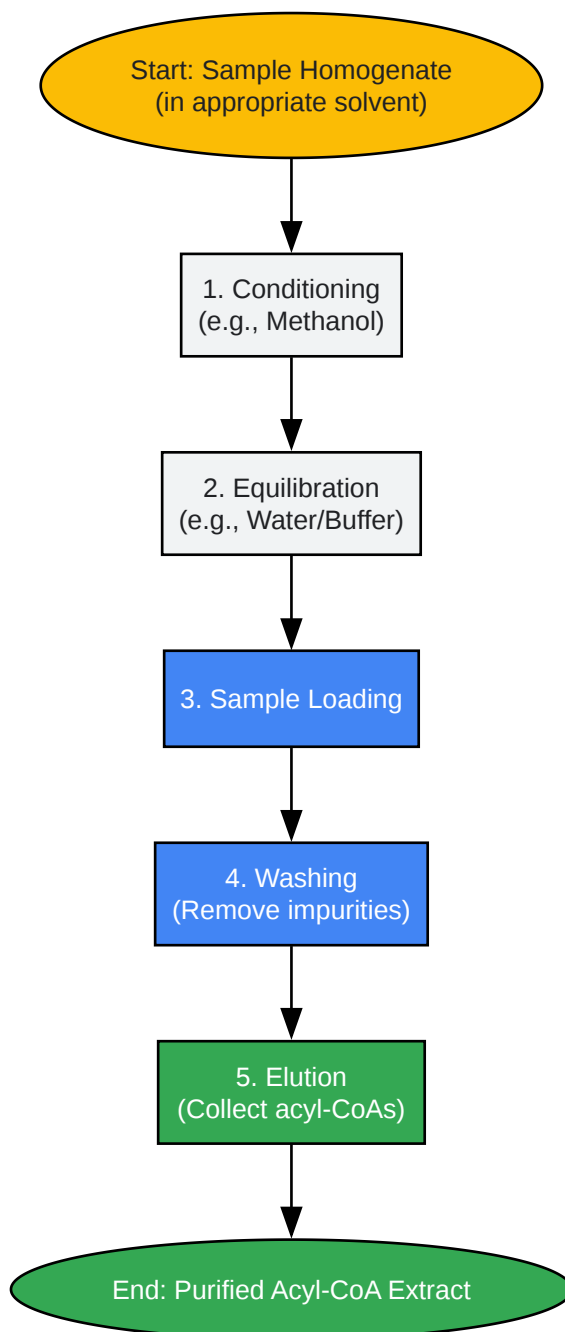 Start: Sample Homogenate
(in appropriate solvent)
1. Conditioning
(e.g., Methanol)
2. Equilibration
(e.g., Water/Buffer)
3. Sample Loading
4. Washing
(Remove impurities)
5. Elution
(Collect acyl-CoAs)
End: Purified Acyl-CoA Extract